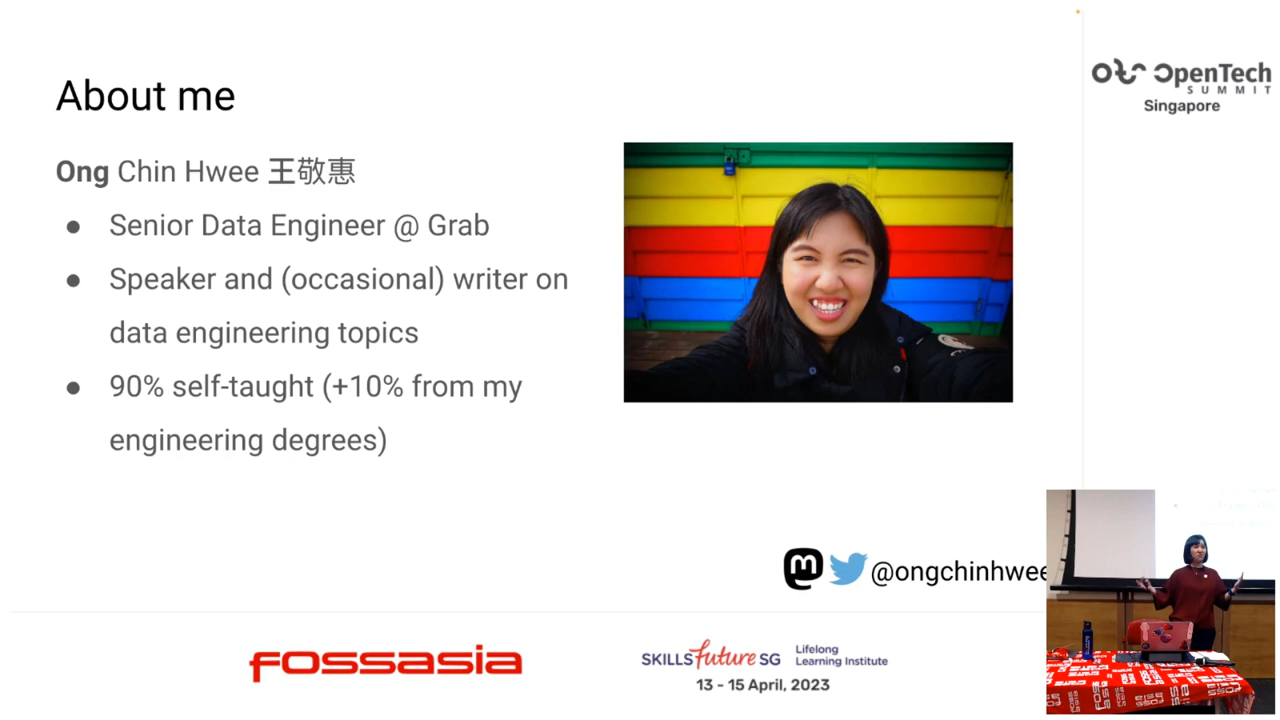 About me
Ong Chin Hwee 王敬惠
● Senior Data Engineer @ Grab
● Speaker and (occasional) writer on
data engineering topics
● 90% self-taught (+10% from my
engineering degrees)
@ongchinhwee
OpenTech
SUMMIT
Singapore
FOSSASIA
SKILLSfuture SG
Lifelong
Learning Institute
13 - 15 April, 2023